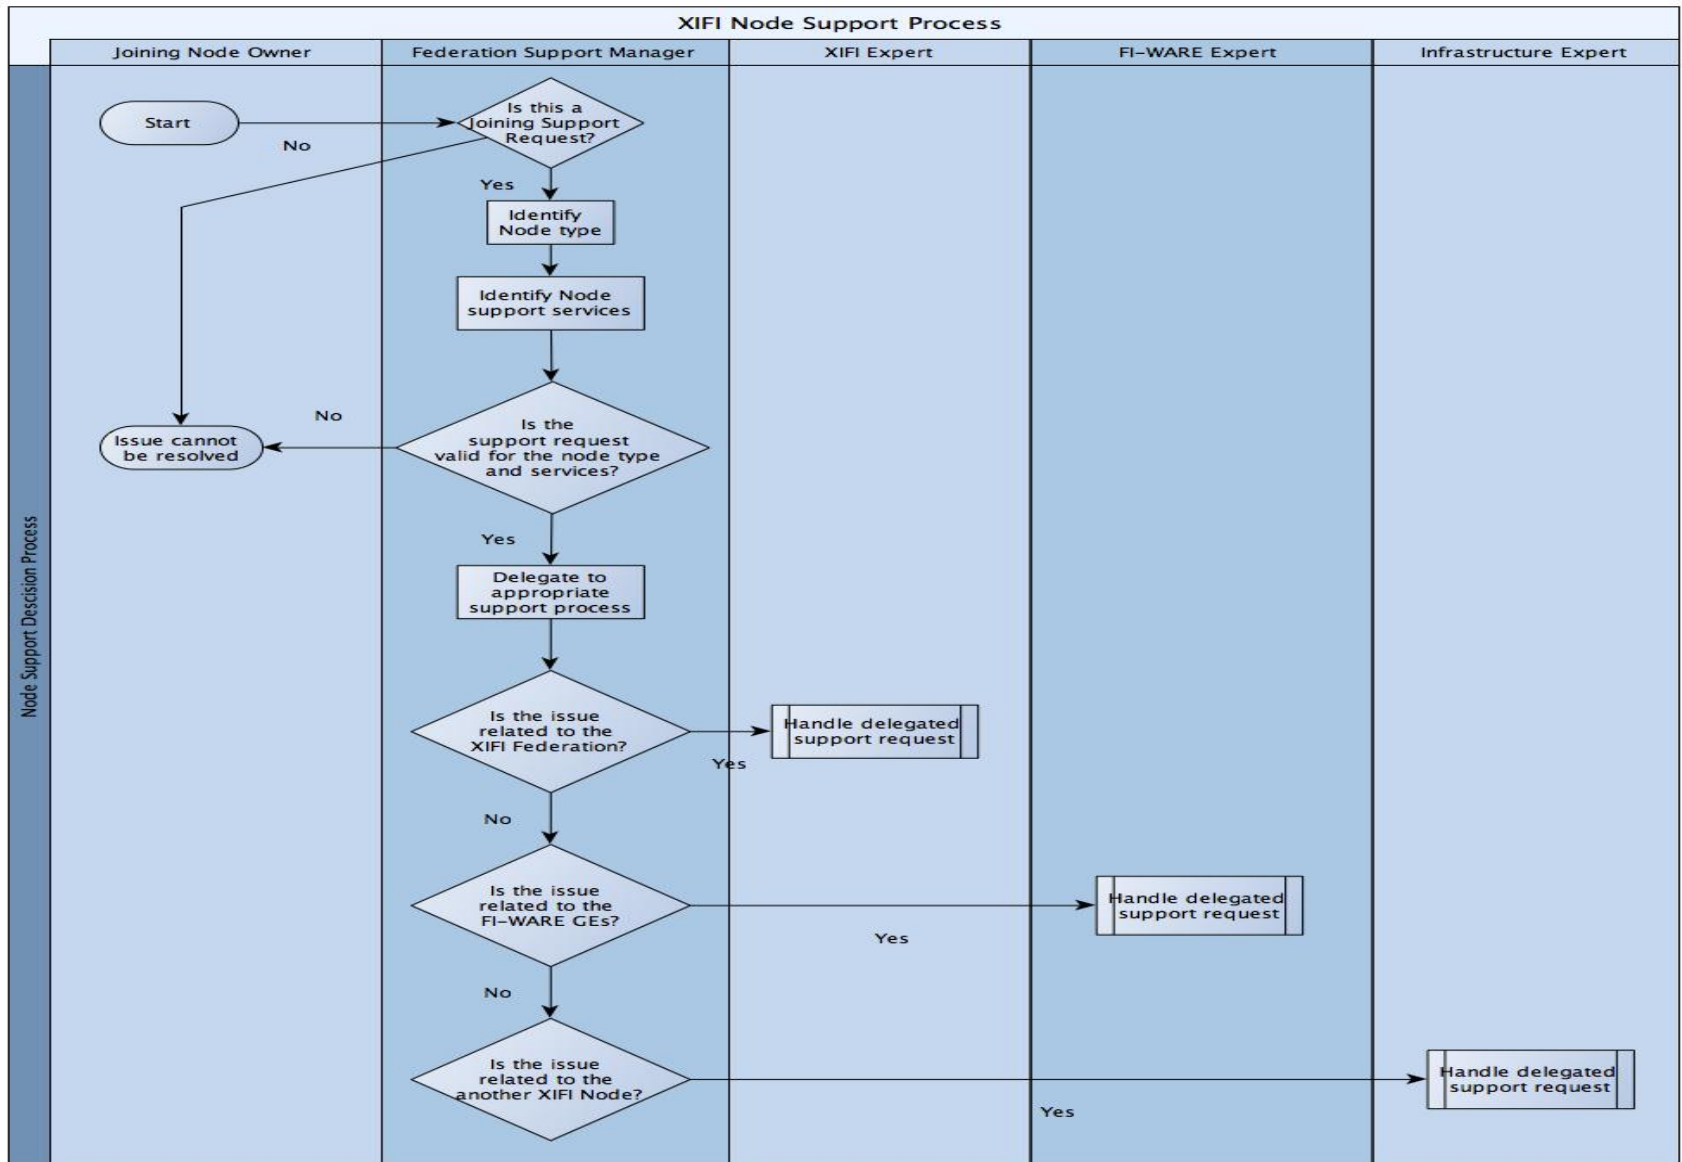 XIFI Node Support Process
Joining Node Owner
Federation Support Manager
XIFI Expert
FI-WARE Expert
Infrastructure Expert
Node Support Descision Process
Start
Is this a
Joining Support
Request?
No
Yes
Identify
Node type
Identify Node
support services
Is the
support request
valid for the node type
and services?
No
Issue cannot
be resolved
Yes
Delegate to
appropriate
support process
Is the issue
related to the
XIFI Federation?
Yes
Handle delegated
support request
No
Is the issue
related to the
FI-WARE GEs?
Yes
Handle delegated
support request
No
Is the issue
related to the
another XIFI Node?
Yes
Handle delegated
support request